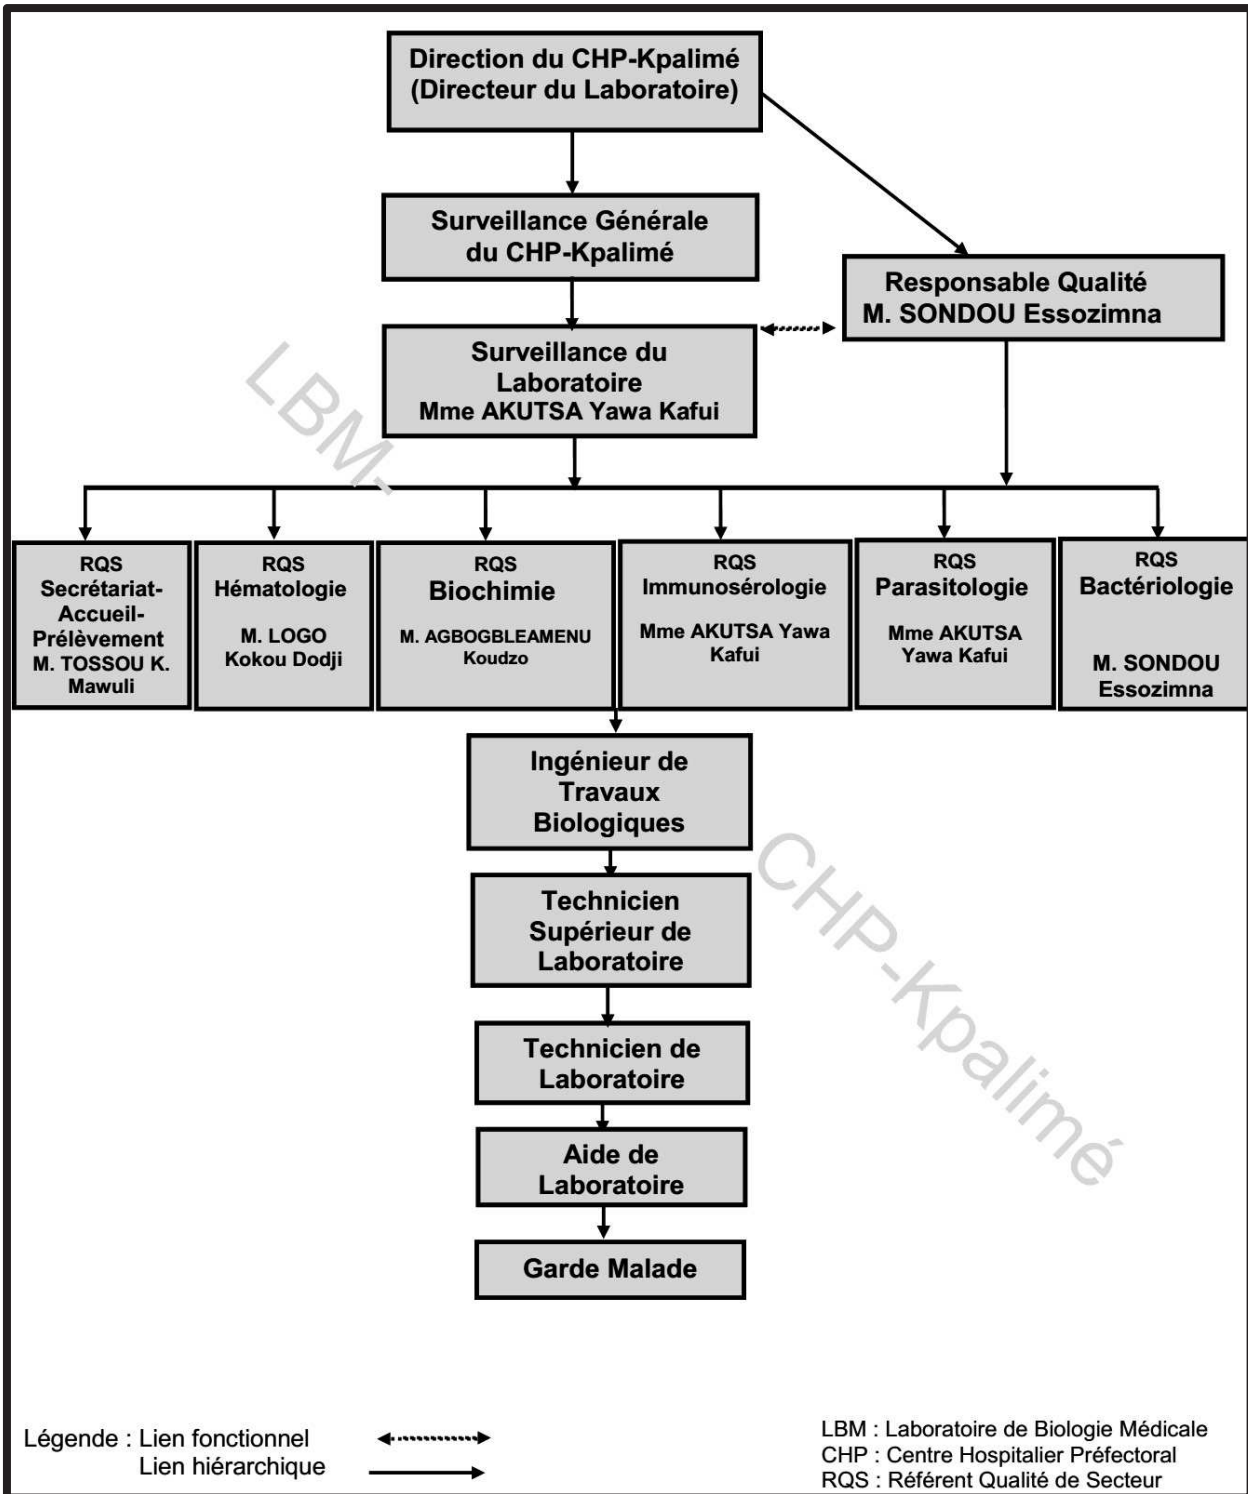 Direction du CHP-Kpalimé
(Directeur du Laboratoire)
Surveillance Générale
du CHP-Kpalimé
Responsable Qualité
M. SONDOU Essozimna
Surveillance du
Laboratoire
Mme AKUTSA Yawa Kafui
LBM-
RQS
Secrétariat-
Accueil-
Prélèvement
M. TOSSOU K.
Mawuli
RQS
Hématologie
M. LOGO
Kokou Dodji
RQS
Biochimie
M. AGBOGBLEAMENU
Koudzo
RQS
Immunosérologie
Mme AKUTSA Yawa
Kafui
RQS
Parasitologie
Mme AKUTSA
Yawa Kafui
RQS
Bactériologie
M. SONDOU
Essozimna
Ingénieur de
Travaux
Biologiques
Technicien
Supérieur de
Laboratoire
CHP-Kpalimé
Technicien de
Laboratoire
Aide de
Laboratoire
Garde Malade
Légende : Lien fonctionnel
Lien hiérarchique
LBM : Laboratoire de Biologie Médicale
CHP : Centre Hospitalier Préfectoral
RQS : Référent Qualité de Secteur